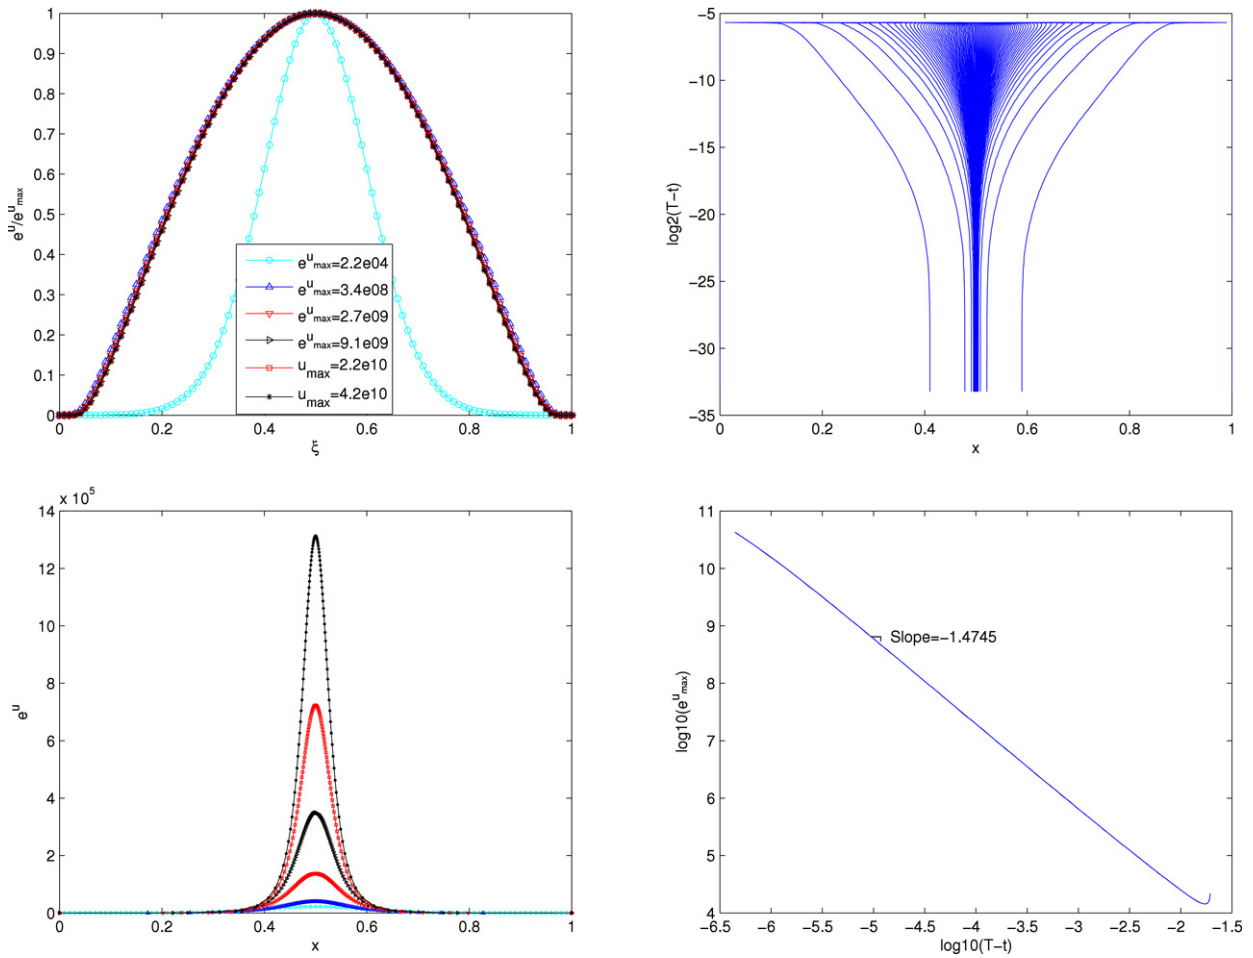 1
0.9
0.8
0.7
0.6
0.5
0.4
0.3
0.2
0.1
0
e^u/e^u_max
e^u_max=2.2e04
e^u_max=3.4e08
e^u_max=2.7e09
e^u_max=9.1e09
u_max=2.2e10
u_max=4.2e10
0 0.2 0.4 0.6 0.8 1
ξ
-5
-10
-15
-20
-25
-30
-35
log2(T-t)
0 0.2 0.4 0.6 0.8 1
x
x 10^5
14
12
10
8
6
4
2
0
e^u
0 0.2 0.4 0.6 0.8 1
x
11
10
9
8
7
6
5
4
log10(e^u_max)
Slope=-1.4745
-6.5 -6 -5.5 -5 -4.5 -4 -3.5 -3 -2.5 -2 -1.5
log10(T-t)